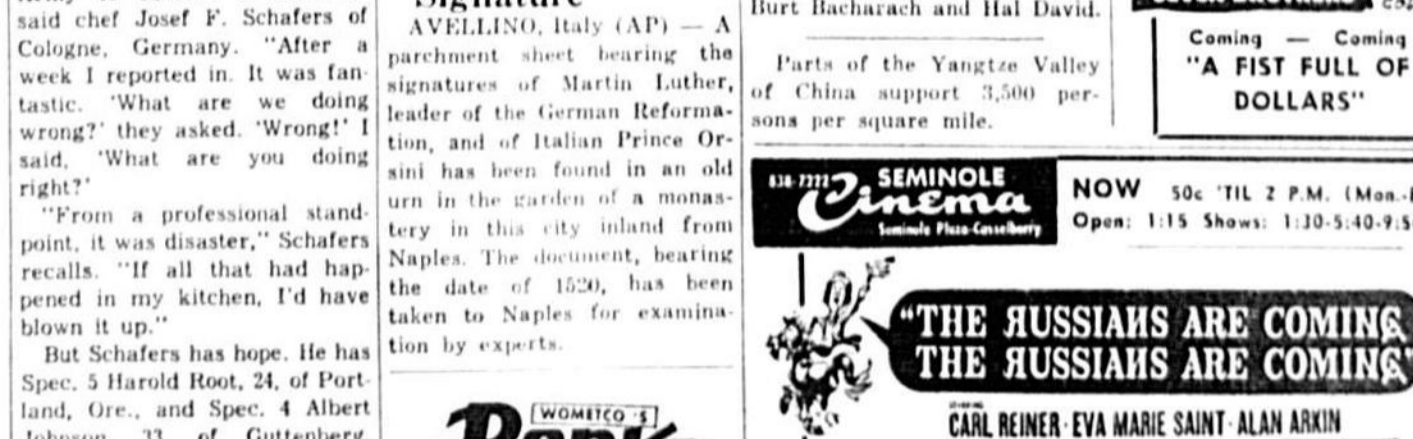 said chef Josef F. Schafers of
Cologne, Germany. "After a
week I reported in. It was fan-
tastic. 'What are we doing
wrong?' they asked. 'Wrong!' I
said, 'What are you doing
right?'
"From a professional stand-
point, it was disaster," Schafers
recalls. "If all that had hap-
pened in my kitchen, I'd have
blown it up."
But Schafers has hope. He has
Spec. 5 Harold Root, 24, of Port-
land, Ore., and Spec. 4 Albert
Johnson, 33, of Guttenberg,
Signature
AVELLINO, Italy (AP) — A
parchment sheet bearing the
signatures of Martin Luther,
leader of the German Reforma-
tion, and of Italian Prince Or-
sini has been found in an old
urn in the garden of a monas-
tery in this city inland from
Naples. The document, bearing
the date of 1520, has been
taken to Naples for examina-
tion by experts.
WOMETCO'S
Burt Bacharach and Hal David.
Parts of the Yangtze Valley
of China support 3,500 per-
sons per square mile.
Coming — Coming
"A FIST FULL OF
DOLLARS"
838-7222 SEMINOLE
Cinema
Seminole Plaza-Casselberry
NOW 50c 'TIL 2 P.M. (Mon.-
Open: 1:15 Shows: 1:30-5:40-9:5
"THE RUSSIANS ARE COMING
THE RUSSIANS ARE COMING"
CARL REINER · EVA MARIE SAINT · ALAN ARKIN